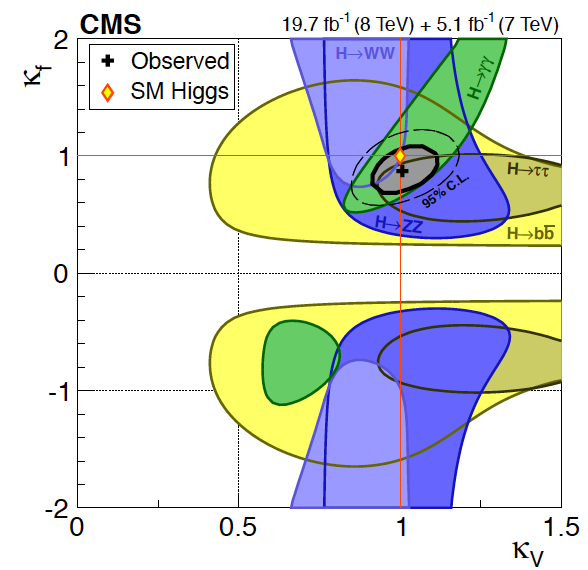 CMS 19.7 fb⁻¹ (8 TeV) + 5.1 fb⁻¹ (7 TeV)
κf
2
Observed
SM Higgs
H→WW
H→γγ
1
H→ττ
95% C.L.
H→ZZ
H→bb̅
0
-1
-2
0 0.5 1 1.5
κV